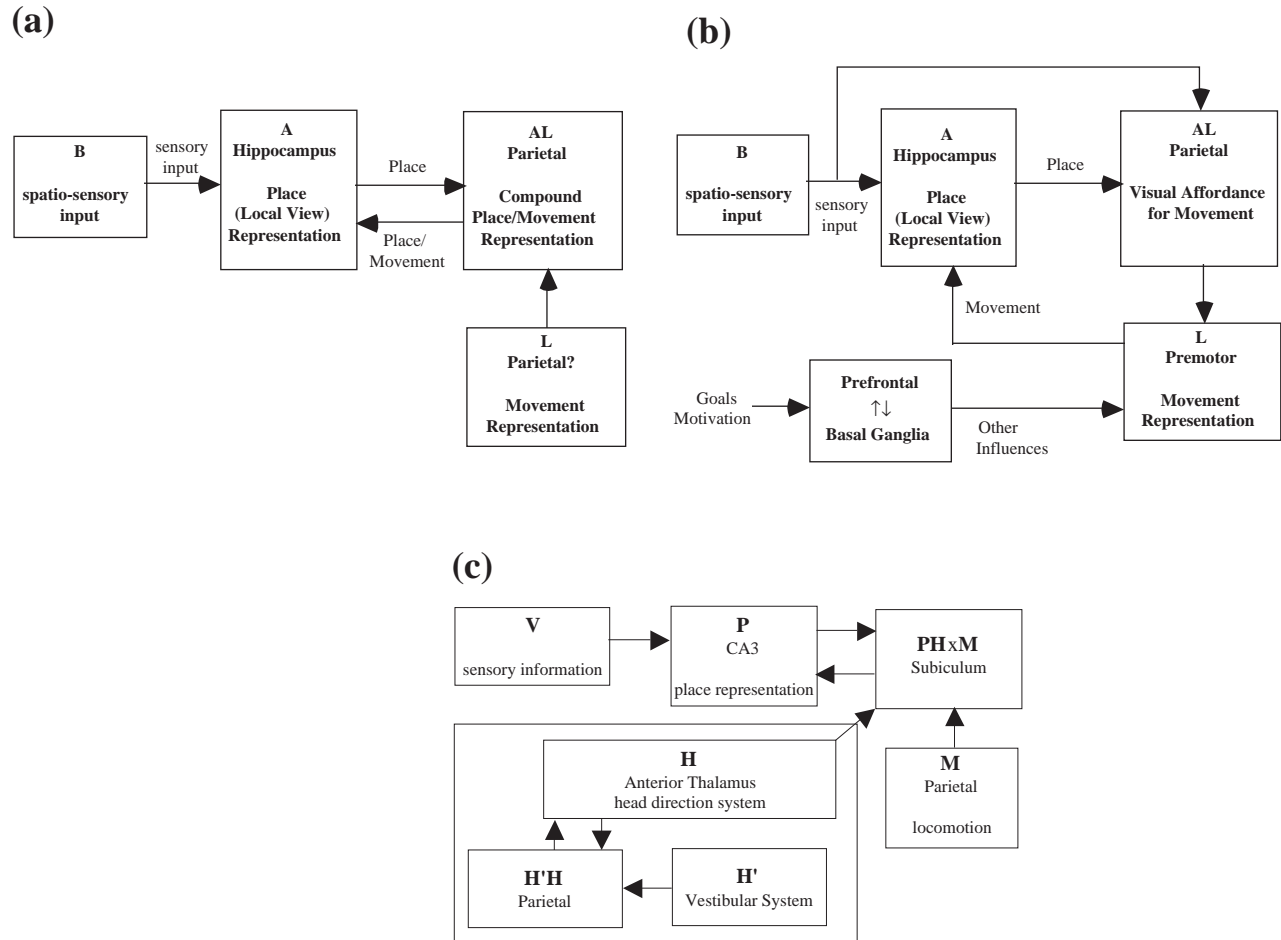 (a)
B
spatio-sensory
input
sensory
input
A
Hippocampus
Place
(Local View)
Representation
Place
Place/
Movement
AL
Parietal
Compound
Place/Movement
Representation
L
Parietal?
Movement
Representation
(b)
B
spatio-sensory
input
sensory
input
A
Hippocampus
Place
(Local View)
Representation
Place
AL
Parietal
Visual Affordance
for Movement
Movement
L
Premotor
Movement
Representation
Goals
Motivation
Prefrontal
↑↓
Basal Ganglia
Other
Influences
(c)
V
sensory information
P
CA3
place representation
PHxM
Subiculum
H
Anterior Thalamus
head direction system
M
Parietal
locomotion
H'H
Parietal
H'
Vestibular System